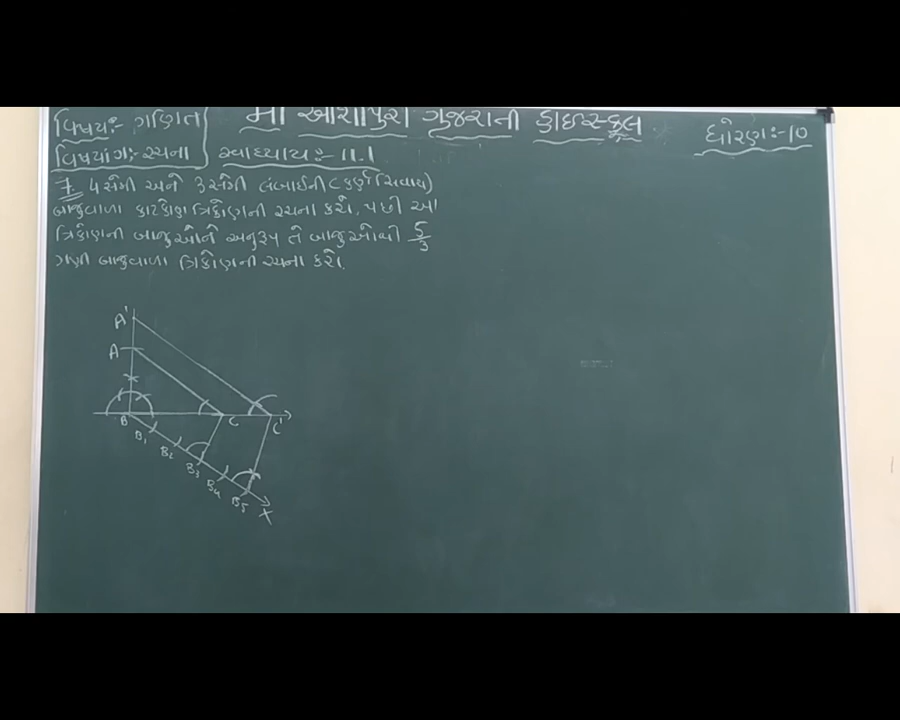 વિષય:- ગણિત
માઁ આશાપુરા ગુજરાતી હાઇસ્કૂલ
ધોરણ:-10
વિષયાંગ:- રચના
સ્વાધ્યાય:- 11.1
7. 4 સેમી અને 3 સેમી લંબાઈની (કર્ણ સિવાય)
બાજુવાળા કાટકોણ ત્રિકોણની રચના કરો. પછી આ
ત્રિકોણની બાજુઓને અનુરૂપ તે બાજુઓથી 5/3
ગણી બાજુવાળા ત્રિકોણની રચના કરો.
A'
A
B
C
C'
B1
B2
B3
B4
B5
X